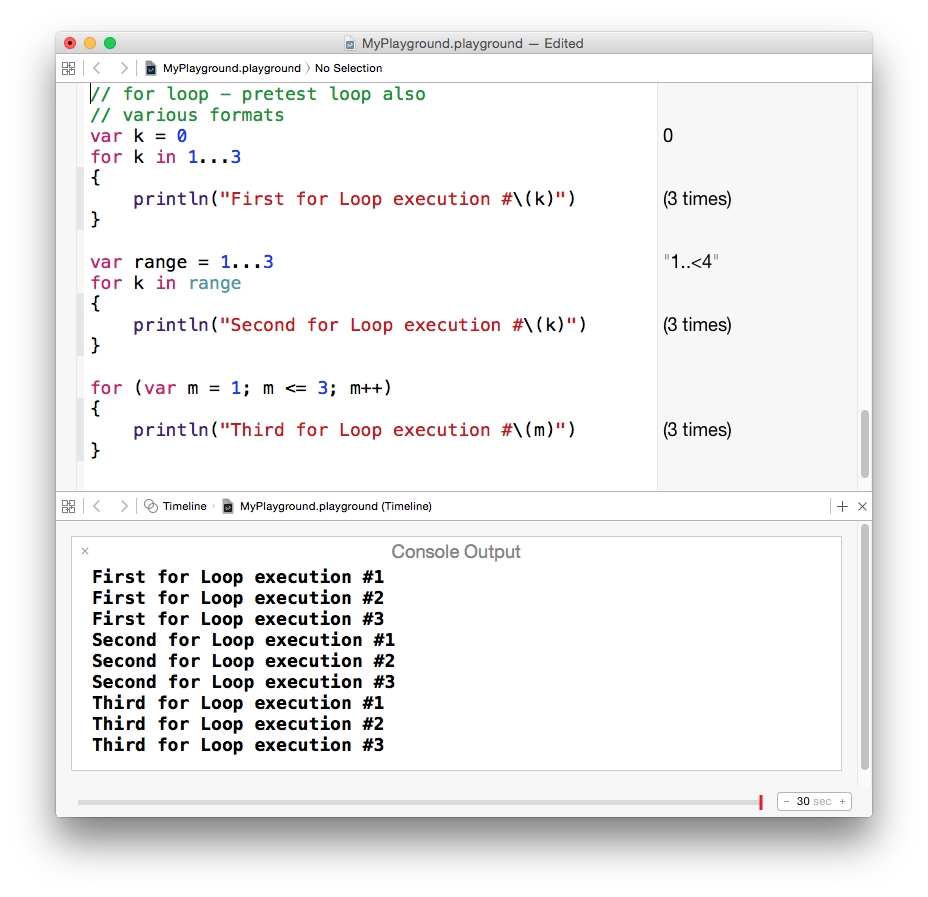 MyPlayground.playground — Edited
MyPlayground.playground 〉No Selection
// for loop – pretest loop also
// various formats
var k = 0
0
for k in 1...3
{
    println("First for Loop execution #\(k)")
(3 times)
}
var range = 1...3
"1..<4"
for k in range
{
    println("Second for Loop execution #\(k)")
(3 times)
}
for (var m = 1; m <= 3; m++)
{
    println("Third for Loop execution #\(m)")
(3 times)
}
Timeline 〉 MyPlayground.playground (Timeline)
Console Output
First for Loop execution #1
First for Loop execution #2
First for Loop execution #3
Second for Loop execution #1
Second for Loop execution #2
Second for Loop execution #3
Third for Loop execution #1
Third for Loop execution #2
Third for Loop execution #3
− 30 sec +